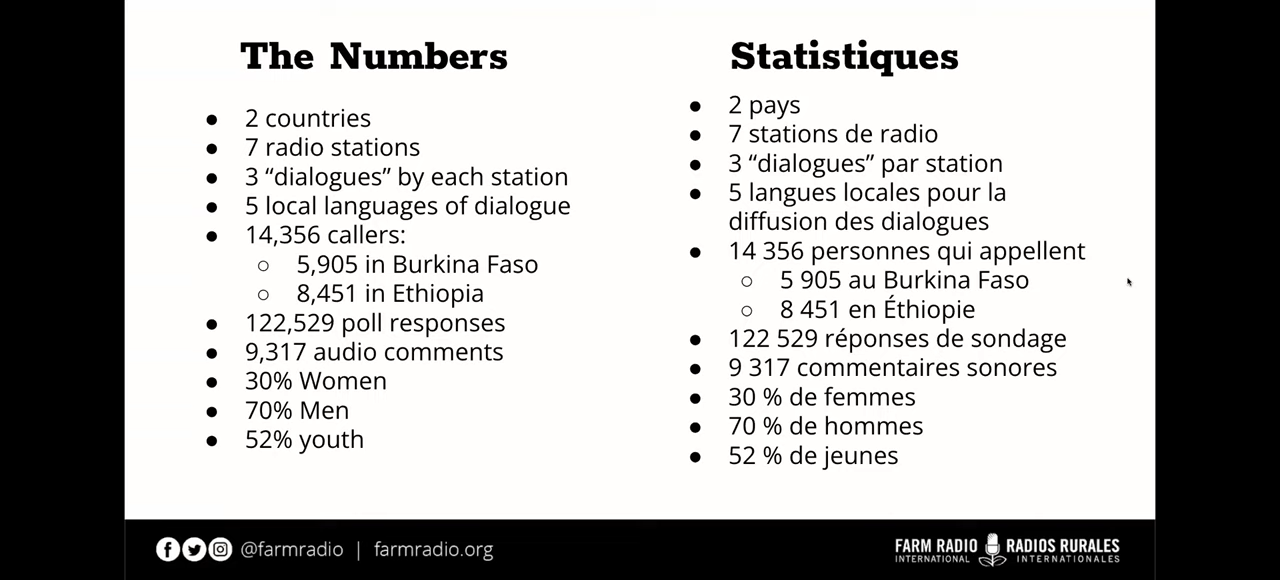 The Numbers
● 2 countries
● 7 radio stations
● 3 “dialogues” by each station
● 5 local languages of dialogue
● 14,356 callers:
○ 5,905 in Burkina Faso
○ 8,451 in Ethiopia
● 122,529 poll responses
● 9,317 audio comments
● 30% Women
● 70% Men
● 52% youth
Statistiques
● 2 pays
● 7 stations de radio
● 3 “dialogues” par station
● 5 langues locales pour la
diffusion des dialogues
● 14 356 personnes qui appellent
○ 5 905 au Burkina Faso
○ 8 451 en Éthiopie
● 122 529 réponses de sondage
● 9 317 commentaires sonores
● 30 % de femmes
● 70 % de hommes
● 52 % de jeunes
@farmradio | farmradio.org
FARM RADIO
INTERNATIONAL
RADIOS RURALES
INTERNATIONALES